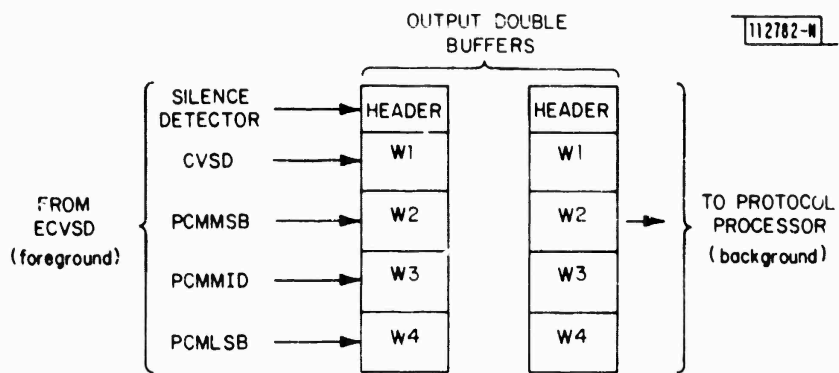 OUTPUT DOUBLE
BUFFERS
112782-N
SILENCE
DETECTOR
CVSD
PCMMSB
PCMMID
PCMLSB
FROM
ECVSD
(foreground)
HEADER
W1
W2
W3
W4
HEADER
W1
W2
W3
W4
TO PROTOCOL
PROCESSOR
(background)